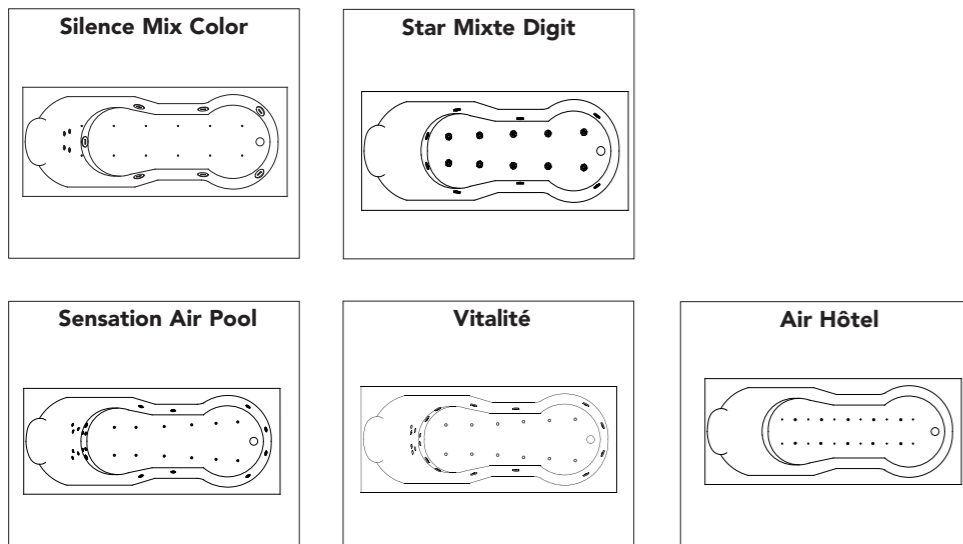 Silence Mix Color
Star Mixte Digit
Sensation Air Pool
Vitalité
Air Hôtel